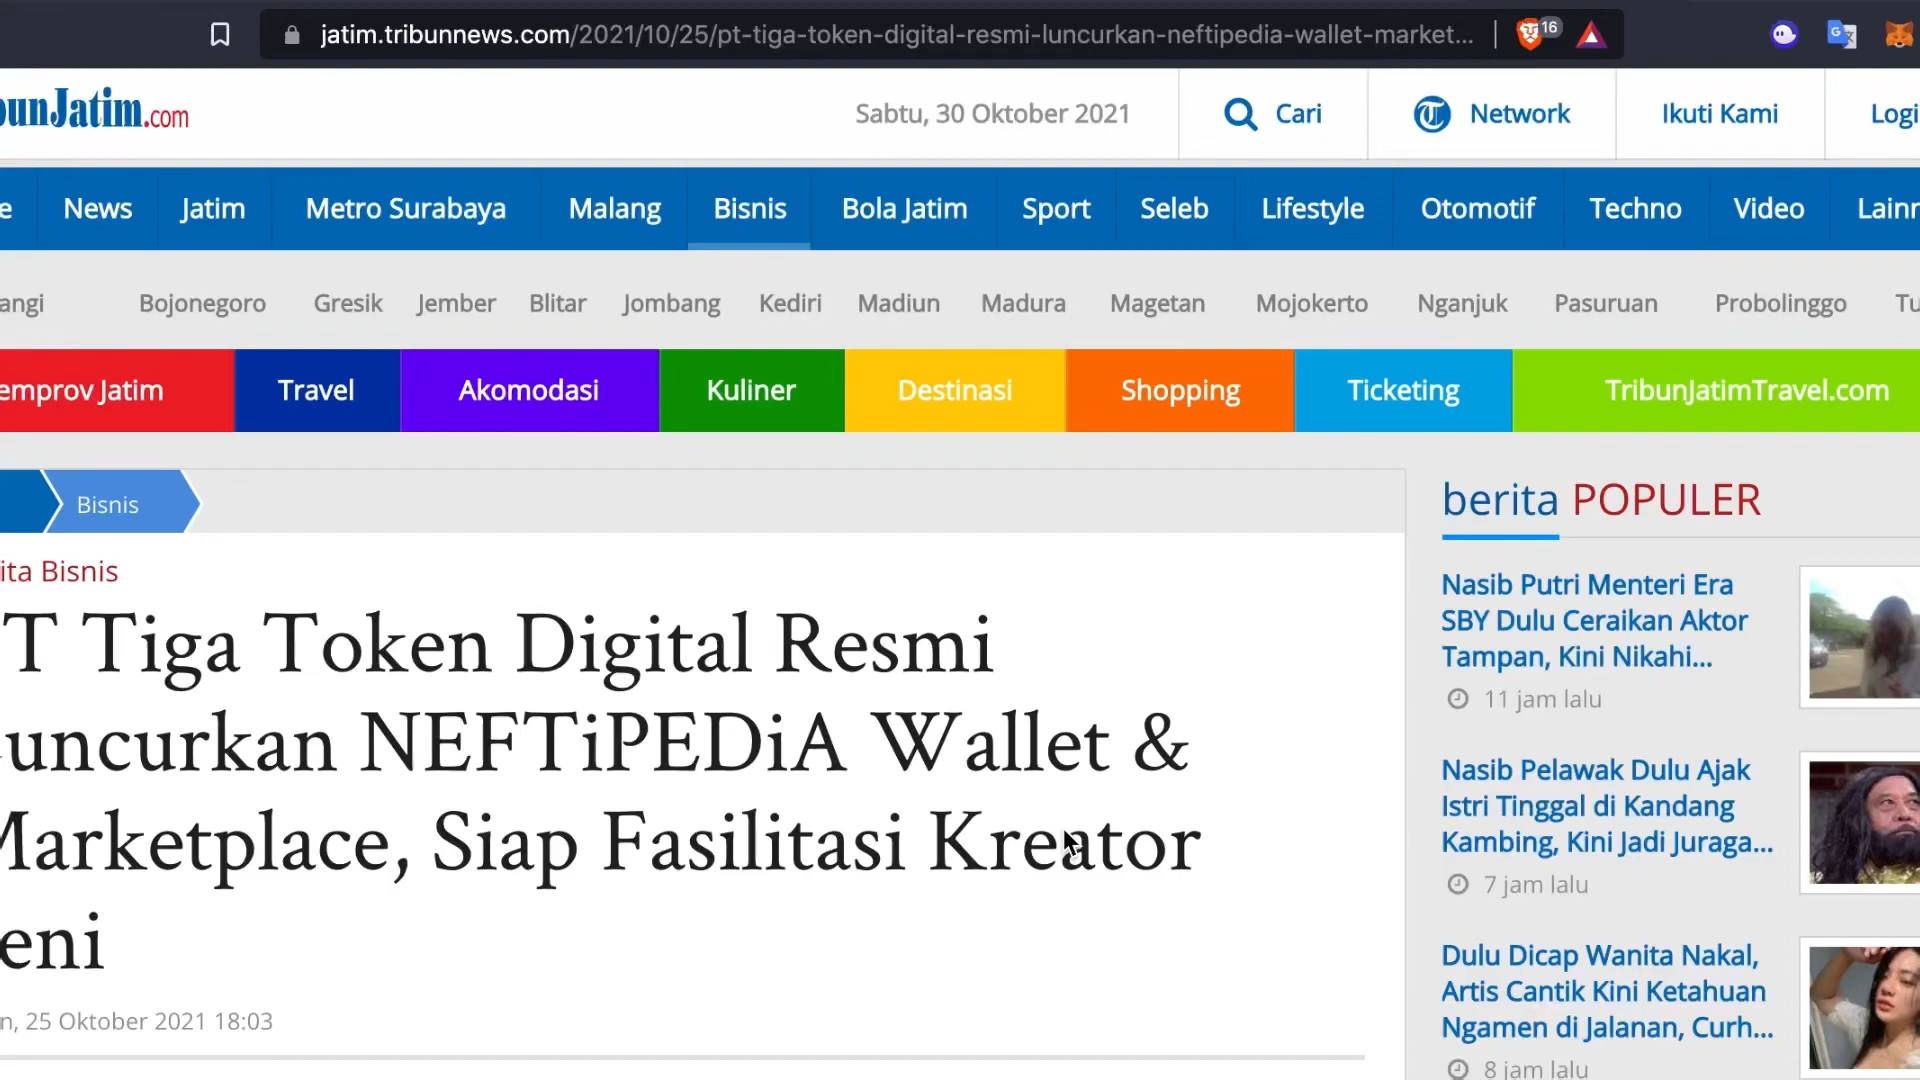 jatim.tribunnews.com/2021/10/25/pt-tiga-token-digital-resmi-luncurkan-neftipedia-wallet-market...
16
bunJatim.com
Sabtu, 30 Oktober 2021
Cari
Network
Ikuti Kami
Logi
e News Jatim Metro Surabaya Malang Bisnis Bola Jatim Sport Seleb Lifestyle Otomotif Techno Video Lainn
angi Bojonegoro Gresik Jember Blitar Jombang Kediri Madiun Madura Magetan Mojokerto Nganjuk Pasuruan Probolinggo Tu
emprov Jatim Travel Akomodasi Kuliner Destinasi Shopping Ticketing TribunJatimTravel.com
Bisnis
ita Bisnis
T Tiga Token Digital Resmi
uncurkan NEFTiPEDiA Wallet &
Marketplace, Siap Fasilitasi Kreator
eni
n, 25 Oktober 2021 18:03
berita POPULER
Nasib Putri Menteri Era
SBY Dulu Ceraikan Aktor
Tampan, Kini Nikahi...
11 jam lalu
Nasib Pelawak Dulu Ajak
Istri Tinggal di Kandang
Kambing, Kini Jadi Juraga...
7 jam lalu
Dulu Dicap Wanita Nakal,
Artis Cantik Kini Ketahuan
Ngamen di Jalanan, Curh...
8 jam lalu